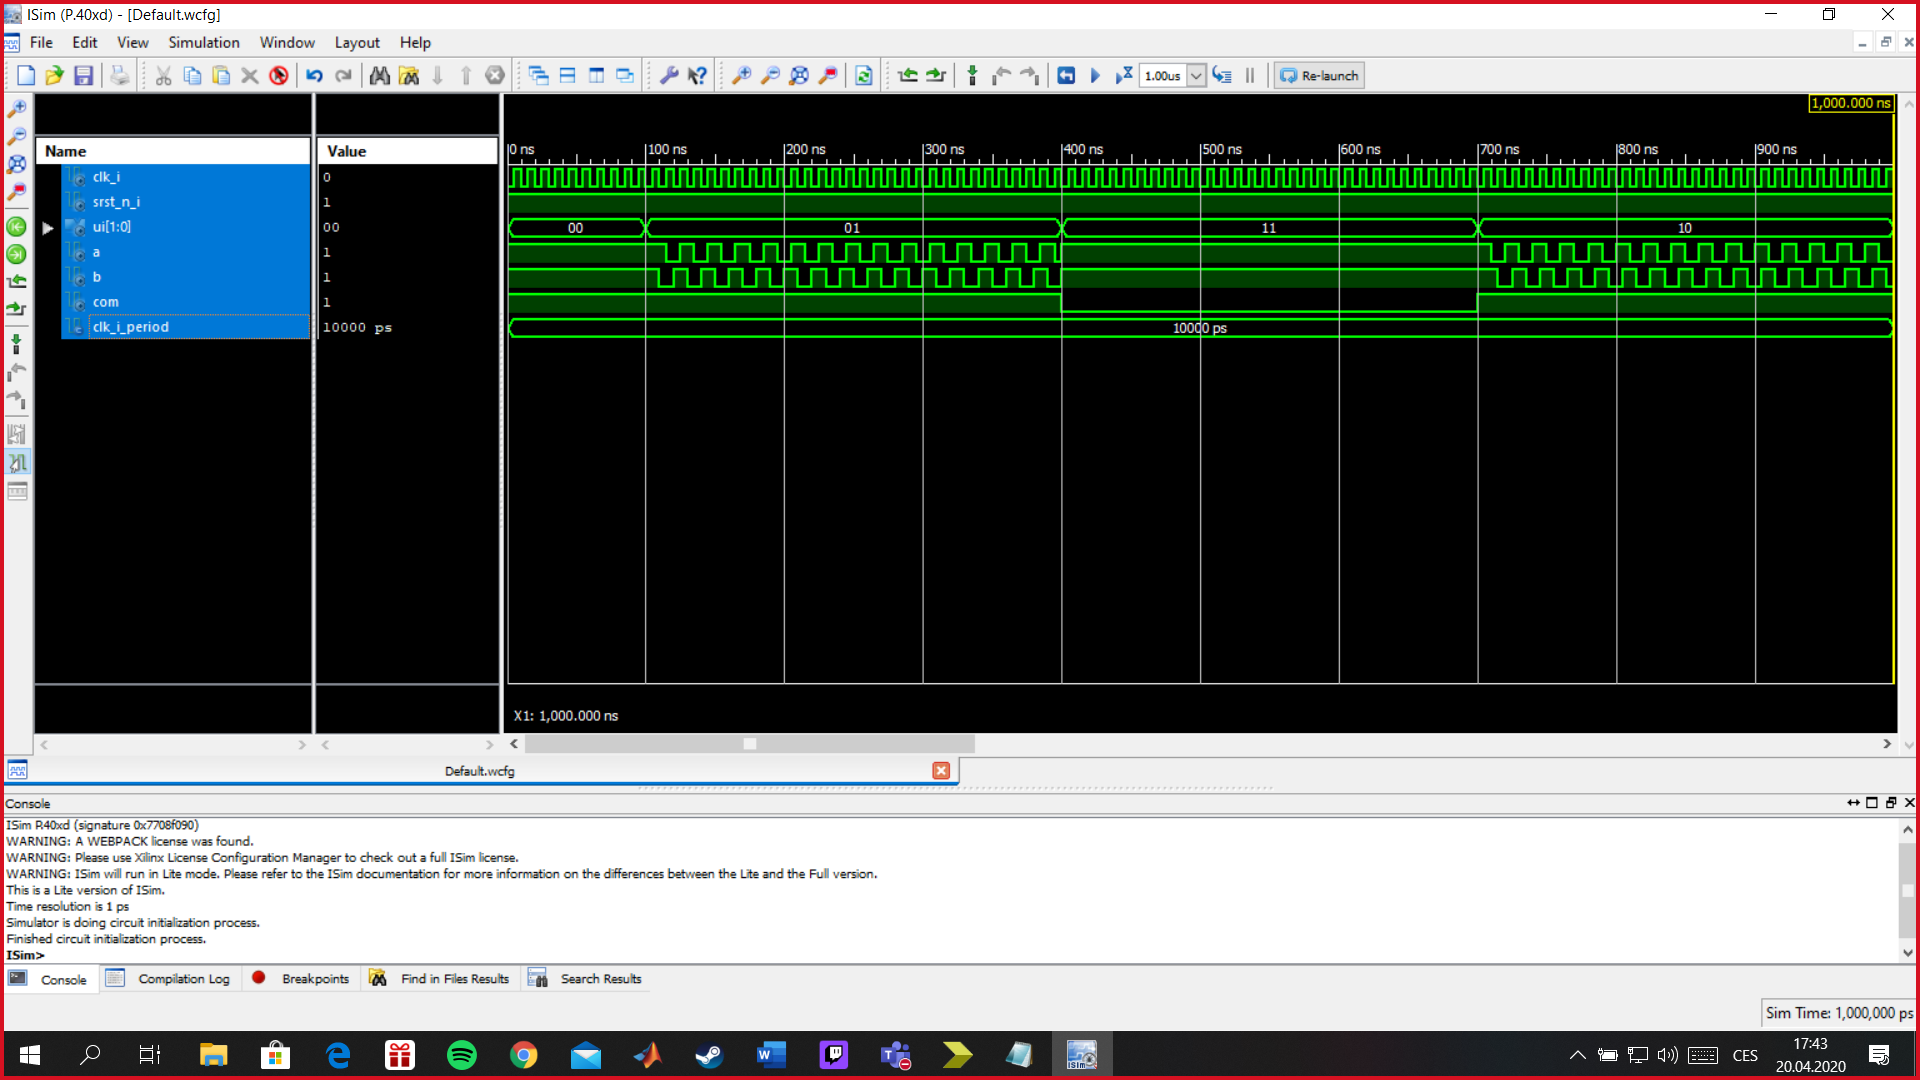 ISim (P.40xd) - [Default.wcfg]
File Edit View Simulation Window Layout Help
1.00us Re-launch
1,000.000 ns
Name Value
0 ns 100 ns 200 ns 300 ns 400 ns 500 ns 600 ns 700 ns 800 ns 900 ns
clk_i 0
srst_n_i 1
ui[1:0] 00 00 01 11 10
a 1
b 1
com 1
clk_i_period 10000 ps 10000 ps
X1: 1,000.000 ns
Default.wcfg
Console
ISim P.40xd (signature 0x7708f090)
WARNING: A WEBPACK license was found.
WARNING: Please use Xilinx License Configuration Manager to check out a full ISim license.
WARNING: ISim will run in Lite mode. Please refer to the ISim documentation for more information on the differences between the Lite and the Full version.
This is a Lite version of ISim.
Time resolution is 1 ps
Simulator is doing circuit initialization process.
Finished circuit initialization process.
ISim>
Console Compilation Log Breakpoints Find in Files Results Search Results
Sim Time: 1,000,000 ps
CES
17:43
20.04.2020